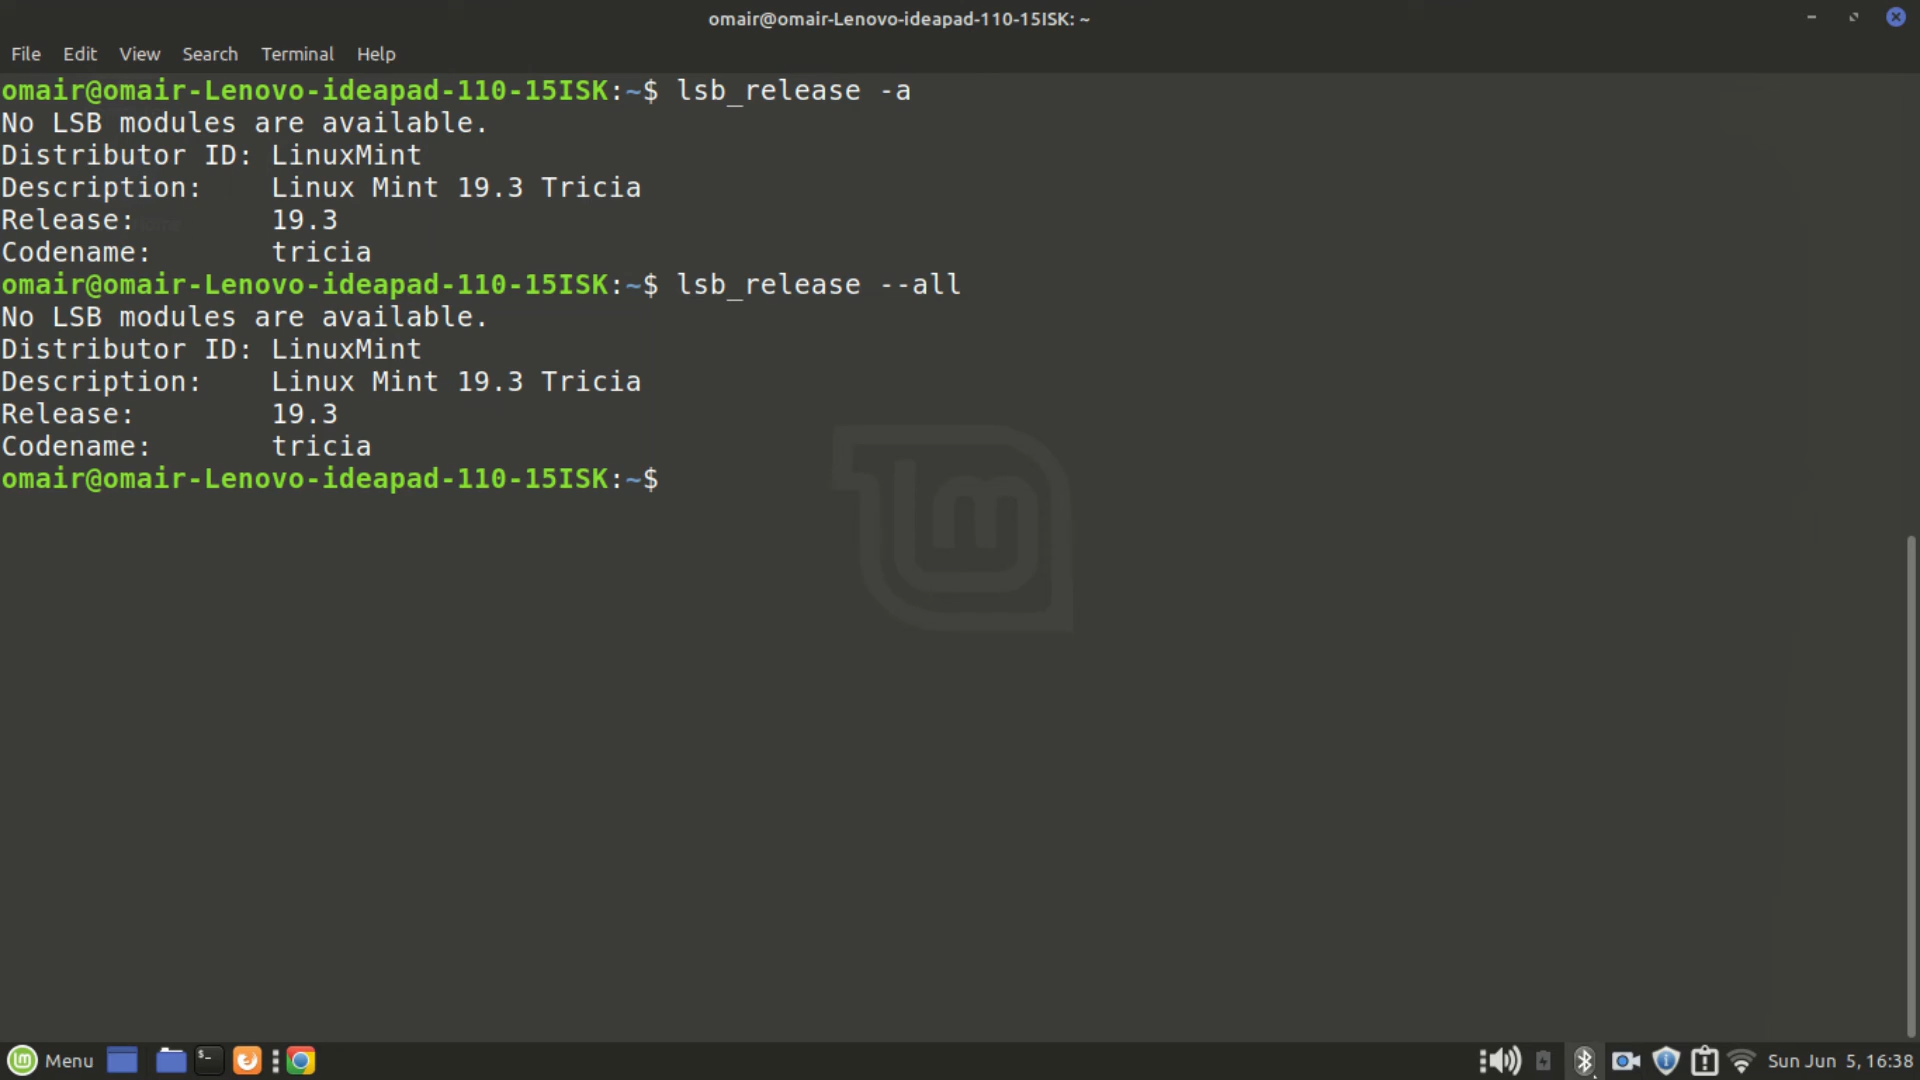 omair@omair-Lenovo-ideapad-110-15ISK: ~
File Edit View Search Terminal Help
omair@omair-Lenovo-ideapad-110-15ISK:~$ lsb_release -a
No LSB modules are available.
Distributor ID: LinuxMint
Description:    Linux Mint 19.3 Tricia
Release:        19.3
Codename:       tricia
omair@omair-Lenovo-ideapad-110-15ISK:~$ lsb_release --all
No LSB modules are available.
Distributor ID: LinuxMint
Description:    Linux Mint 19.3 Tricia
Release:        19.3
Codename:       tricia
omair@omair-Lenovo-ideapad-110-15ISK:~$
Menu Sun Jun 5, 16:38